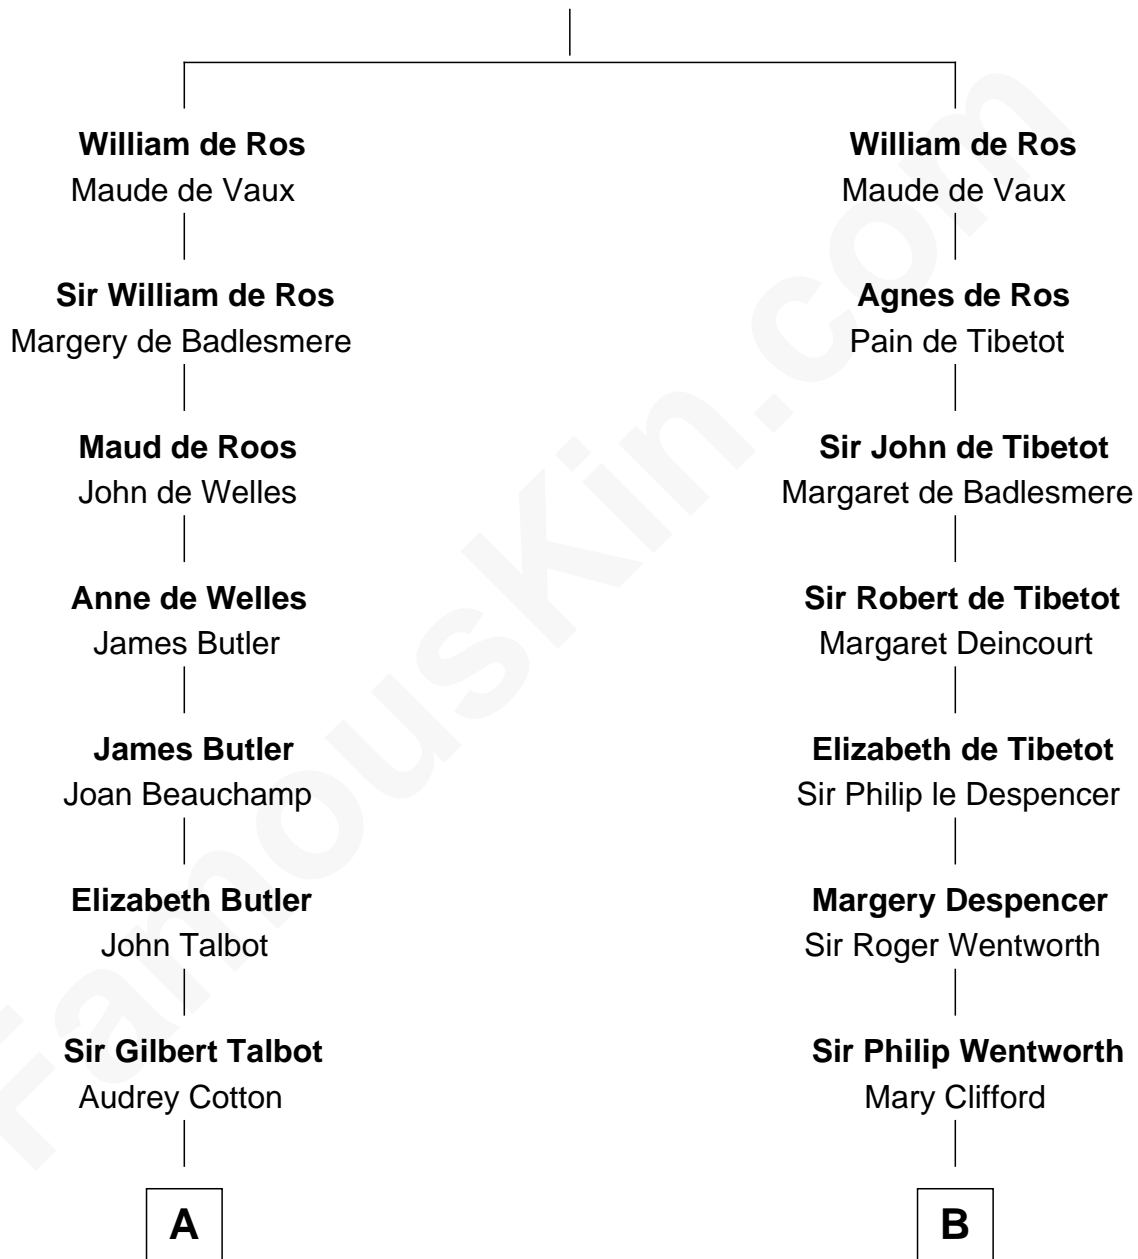 William de Ros
Maude de Vaux
Sir William de Ros
Margery de Badlesmere
Maud de Roos
John de Welles
Anne de Welles
James Butler
James Butler
Joan Beauchamp
Elizabeth Butler
John Talbot
Sir Gilbert Talbot
Audrey Cotton
A
William de Ros
Maude de Vaux
Agnes de Ros
Pain de Tibetot
Sir John de Tibetot
Margaret de Badlesmere
Sir Robert de Tibetot
Margaret Deincourt
Elizabeth de Tibetot
Sir Philip le Despencer
Margery Despencer
Sir Roger Wentworth
Sir Philip Wentworth
Mary Clifford
B
FamousKin.com